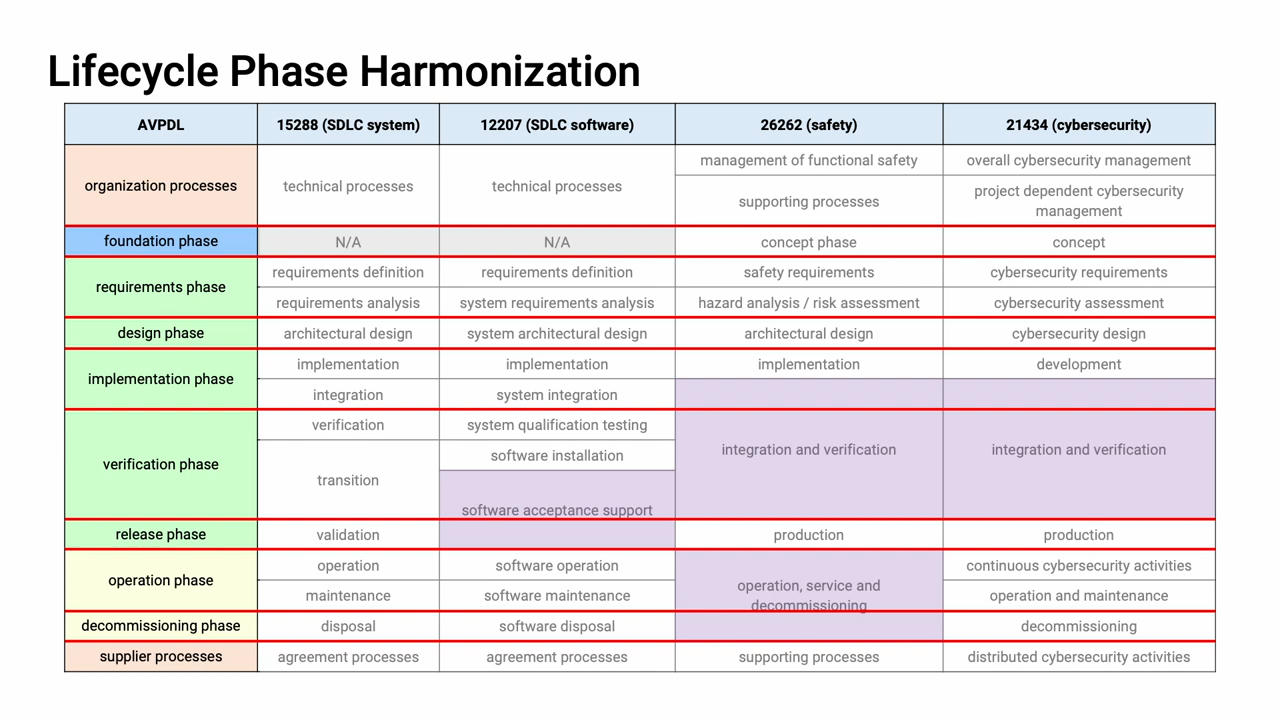 Lifecycle Phase Harmonization
AVPDL
15288 (SDLC system)
12207 (SDLC software)
26262 (safety)
21434 (cybersecurity)
organization processes
technical processes
technical processes
management of functional safety
overall cybersecurity management
supporting processes
project dependent cybersecurity
management
foundation phase
N/A
N/A
concept phase
concept
requirements phase
requirements definition
requirements definition
safety requirements
cybersecurity requirements
requirements analysis
system requirements analysis
hazard analysis / risk assessment
cybersecurity assessment
design phase
architectural design
system architectural design
architectural design
cybersecurity design
implementation phase
implementation
implementation
implementation
development
integration
system integration
verification phase
verification
system qualification testing
integration and verification
integration and verification
software installation
transition
software acceptance support
release phase
validation
production
production
operation phase
operation
software operation
operation, service and
decommissioning
continuous cybersecurity activities
maintenance
software maintenance
operation and maintenance
decommissioning phase
disposal
software disposal
decommissioning
supplier processes
agreement processes
agreement processes
supporting processes
distributed cybersecurity activities